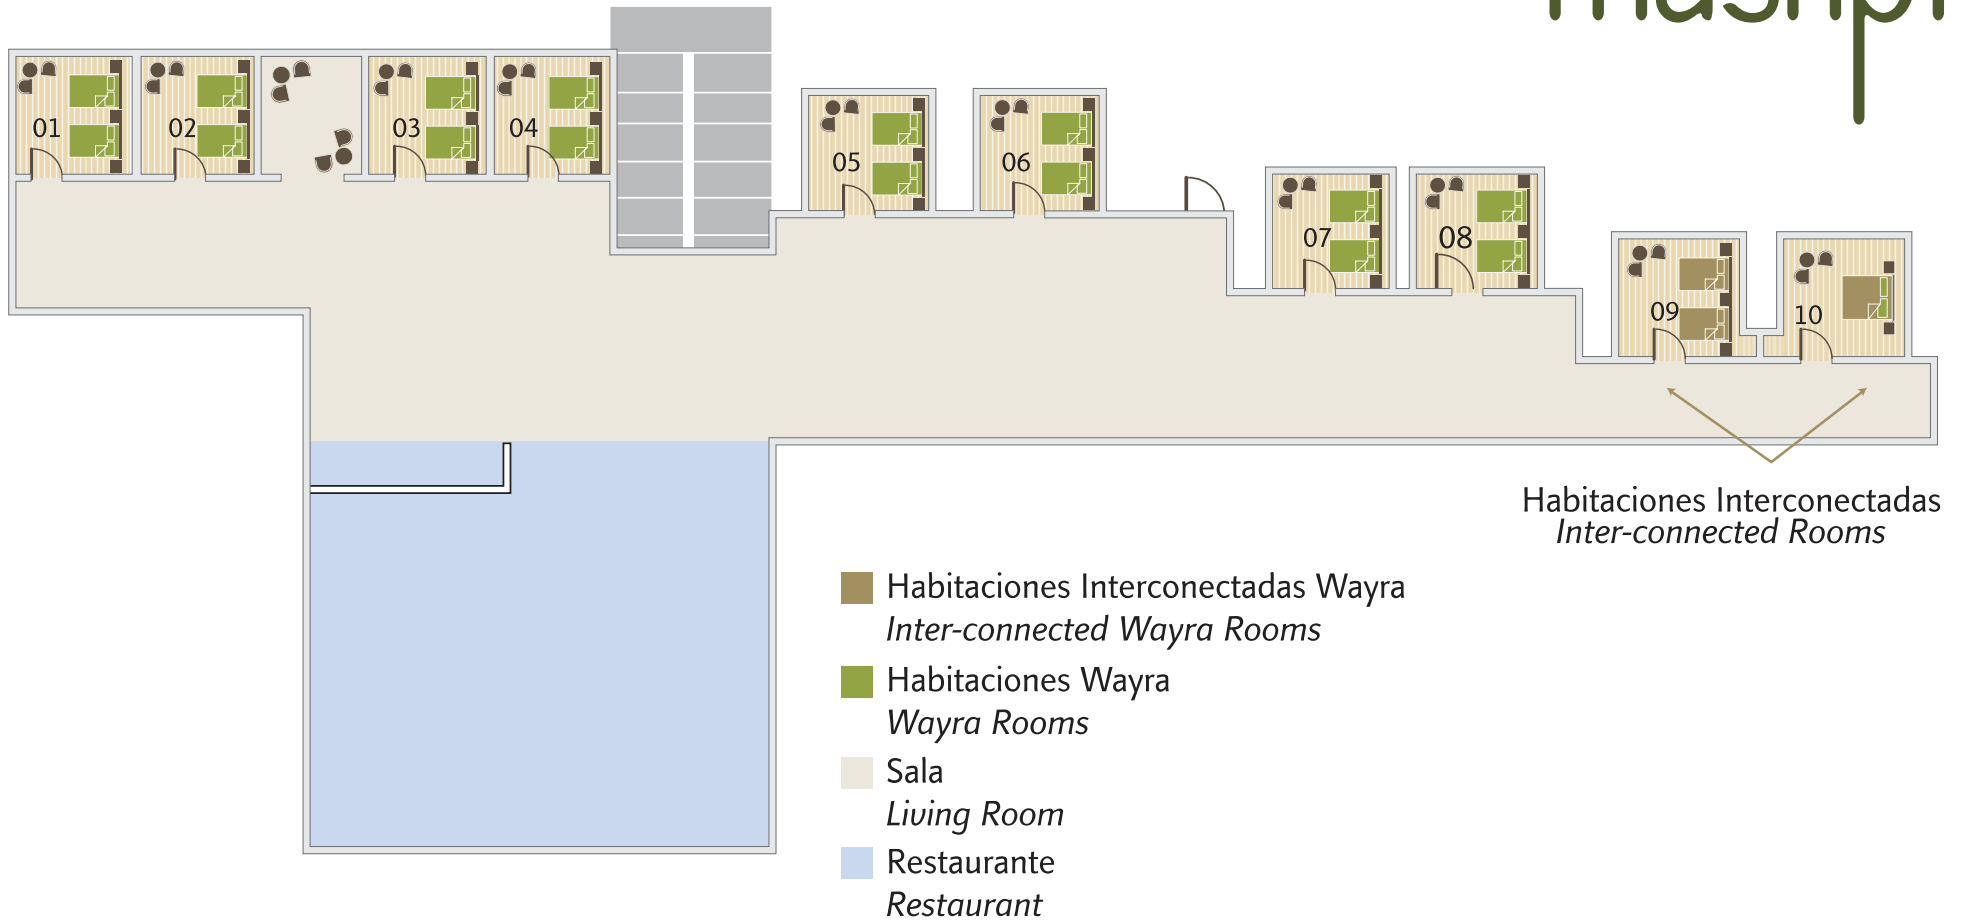 mashpi
01
02
03
04
05
06
07
08
09
10
Habitaciones Interconectadas
Inter-connected Rooms
Habitaciones Interconectadas Wayra
Inter-connected Wayra Rooms
Habitaciones Wayra
Wayra Rooms
Sala
Living Room
Restaurante
Restaurant